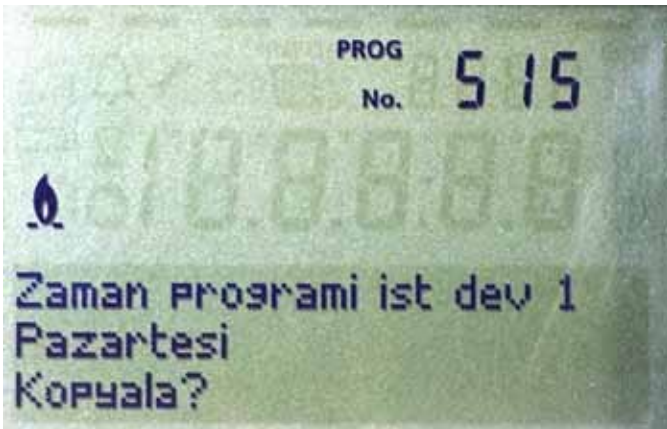 PROG
No. 515
Zaman programi ist dev 1
Pazartesi
Kopyala?